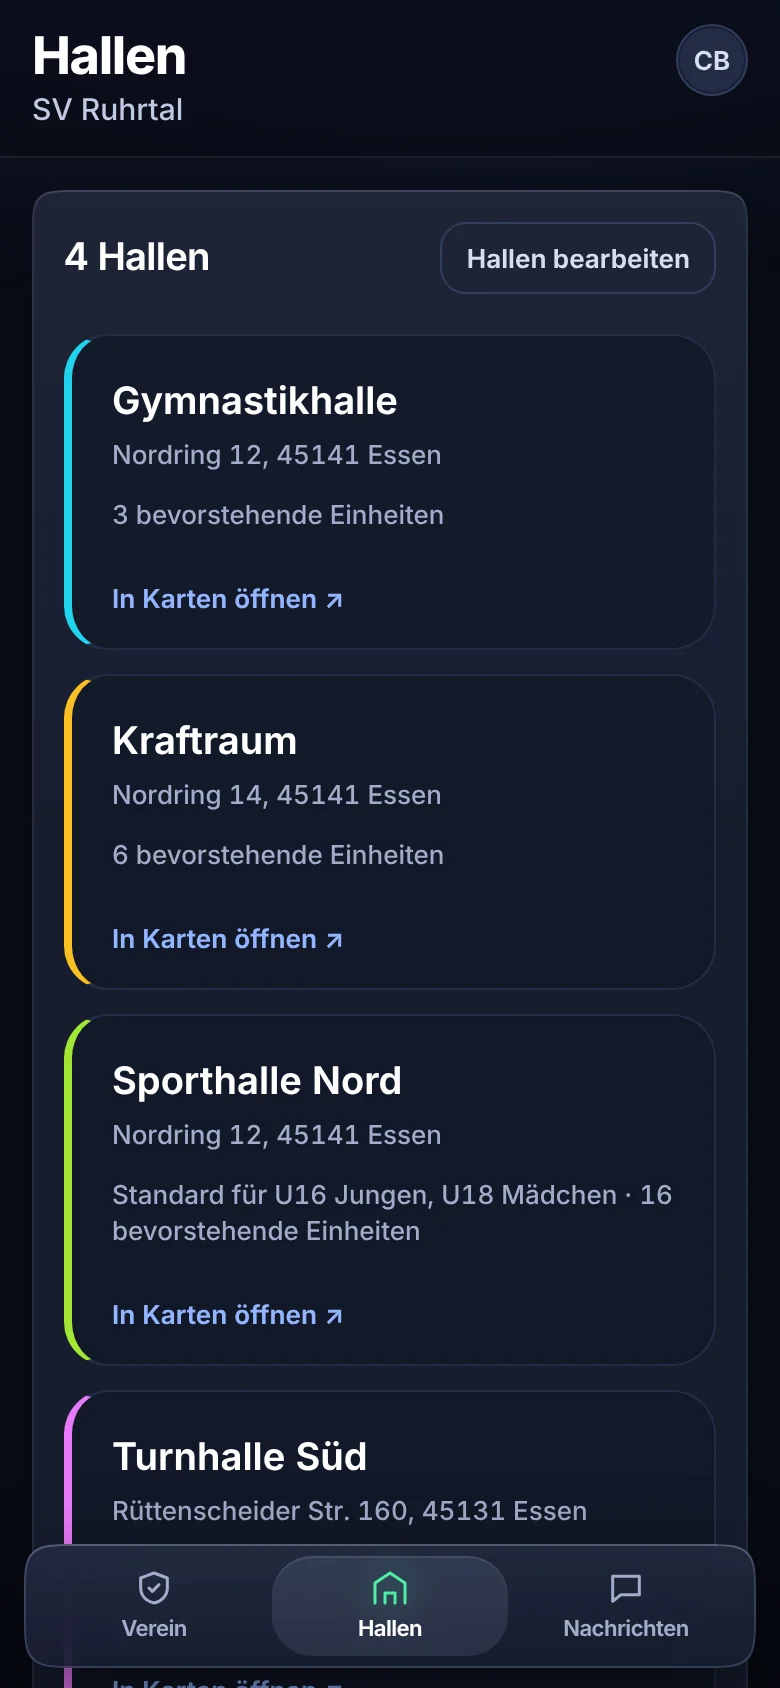 Hallen
SV Ruhrtal
CB
4 Hallen
Hallen bearbeiten
Gymnastikhalle
Nordring 12, 45141 Essen
3 bevorstehende Einheiten
In Karten öffnen ↗
Kraftraum
Nordring 14, 45141 Essen
6 bevorstehende Einheiten
In Karten öffnen ↗
Sporthalle Nord
Nordring 12, 45141 Essen
Standard für U16 Jungen, U18 Mädchen · 16
bevorstehende Einheiten
In Karten öffnen ↗
Turnhalle Süd
Rüttenscheider Str. 160, 45131 Essen
Verein
Hallen
Nachrichten